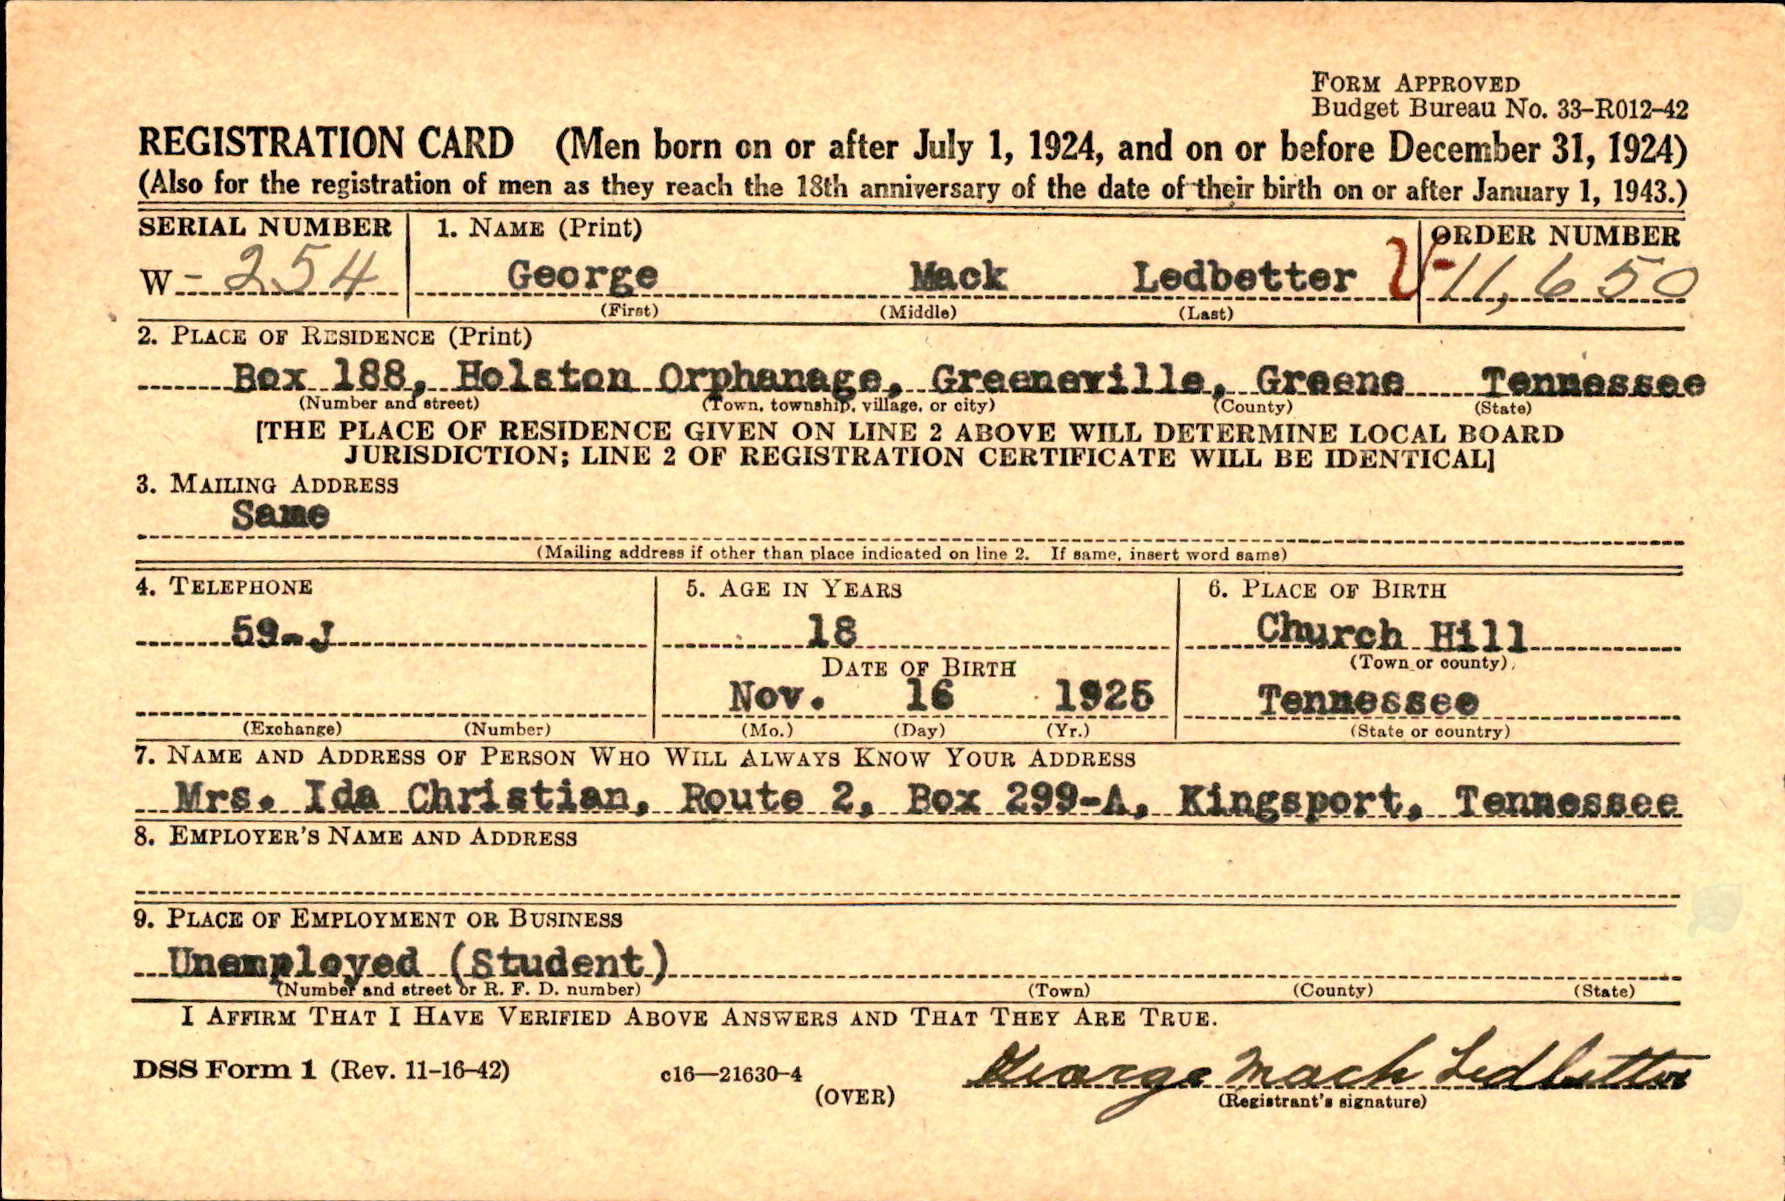 FORM APPROVED
Budget Bureau No. 33-R012-42
REGISTRATION CARD (Men born on or after July 1, 1924, and on or before December 31, 1924)
(Also for the registration of men as they reach the 18th anniversary of the date of their birth on or after January 1, 1943.)
SERIAL NUMBER 1. NAME (Print) ORDER NUMBER
W-254 George Mack Ledbetter 11,650
(First) (Middle) (Last)
2. PLACE OF RESIDENCE (Print)
Box 188, Holston Orphanage, Greeneville, Greene Tennessee
(Number and street) (Town, township, village, or city) (County) (State)
[THE PLACE OF RESIDENCE GIVEN ON LINE 2 ABOVE WILL DETERMINE LOCAL BOARD
JURISDICTION; LINE 2 OF REGISTRATION CERTIFICATE WILL BE IDENTICAL]
3. MAILING ADDRESS
Same
(Mailing address if other than place indicated on line 2. If same, insert word same)
4. TELEPHONE 5. AGE IN YEARS 6. PLACE OF BIRTH
59-J 18 Church Hill
DATE OF BIRTH (Town or county)
Nov. 16 1925 Tennessee
(Exchange) (Number) (Mo.) (Day) (Yr.) (State or country)
7. NAME AND ADDRESS OF PERSON WHO WILL ALWAYS KNOW YOUR ADDRESS
Mrs. Ida Christian, Route 2, Box 299-A, Kingsport, Tennessee
8. EMPLOYER'S NAME AND ADDRESS
9. PLACE OF EMPLOYMENT OR BUSINESS
Unemployed (Student)
(Number and street or R. F. D. number) (Town) (County) (State)
I AFFIRM THAT I HAVE VERIFIED ABOVE ANSWERS AND THAT THEY ARE TRUE.
DSS Form 1 (Rev. 11-16-42) c16—21630-4 George Mack Ledbetter
(OVER) (Registrant's signature)